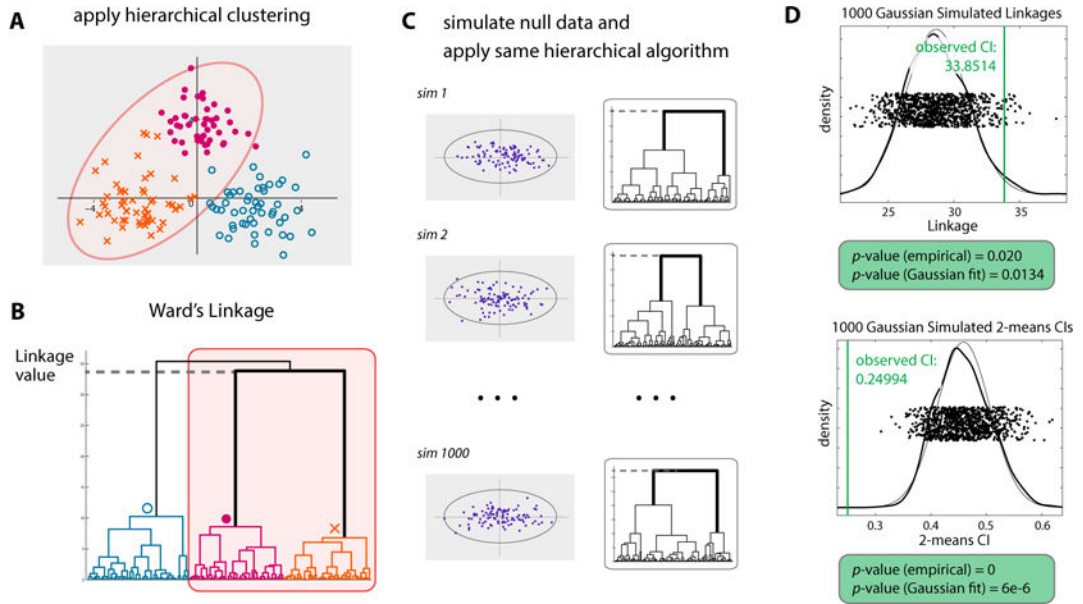 A
apply hierarchical clustering
-4
0
4
4
B
Ward's Linkage
Linkage
value
C
simulate null data and
apply same hierarchical algorithm
sim 1
sim 2
• • •
• • •
sim 1000
D
1000 Gaussian Simulated Linkages
observed CI:
33.8514
density
25 30 35
Linkage
p-value (empirical) = 0.020
p-value (Gaussian fit) = 0.0134
1000 Gaussian Simulated 2-means CIs
observed CI:
0.24994
density
0.3 0.4 0.5 0.6
2-means CI
p-value (empirical) = 0
p-value (Gaussian fit) = 6e-6